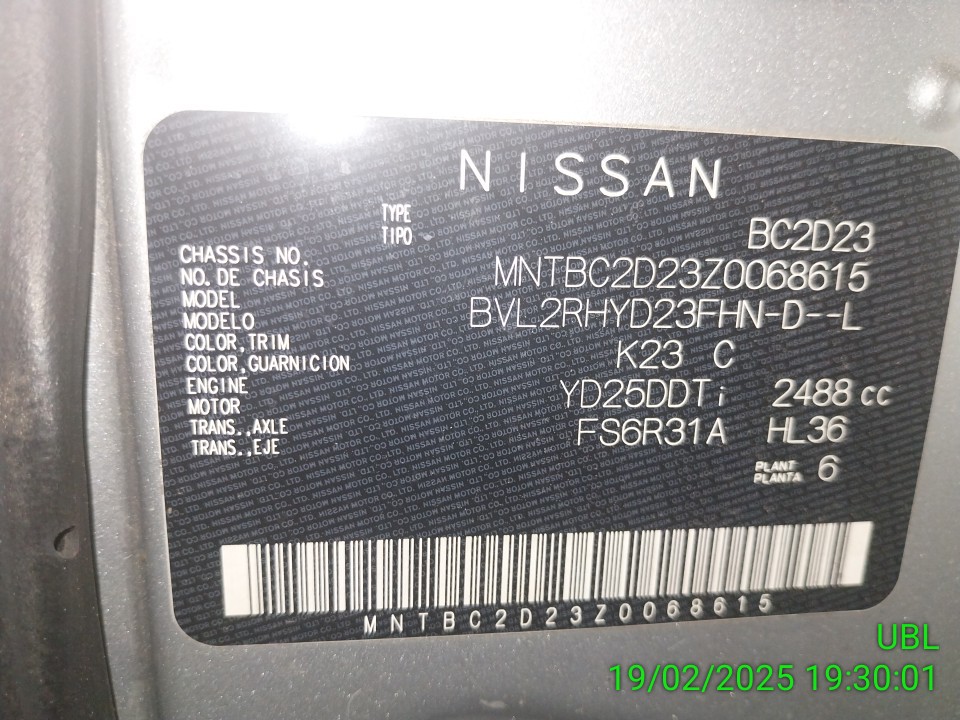 NISSAN
TYPE
TIPO
BC2D23
CHASSIS NO.
NO. DE CHASIS
MNTBC2D23Z0068615
MODEL
MODELO
BVL2RHYD23FHN-D--L
COLOR,TRIM
COLOR,GUARNICION
K23 C
ENGINE
MOTOR
YD25DDTi 2488 cc
TRANS.,AXLE
TRANS.,EJE
FS6R31A HL36
PLANT
PLANTA
6
MNTBC2D23Z0068615
UBL
19/02/2025 19:30:01